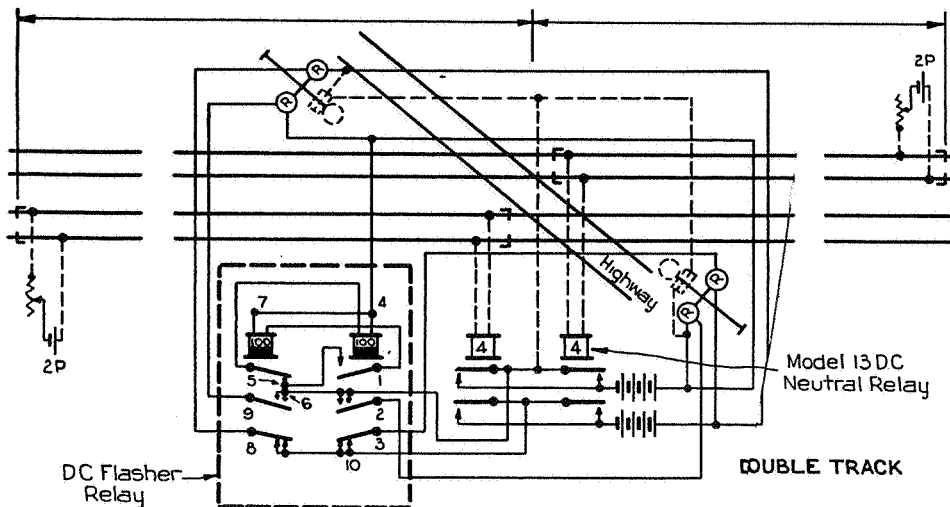 2P
R
R
Highway
R
R
7
4
100
100
5
1
6
9
2
8
3
10
4
4
Model 13 DC
Neutral Relay
2P
DC Flasher
Relay
DOUBLE TRACK